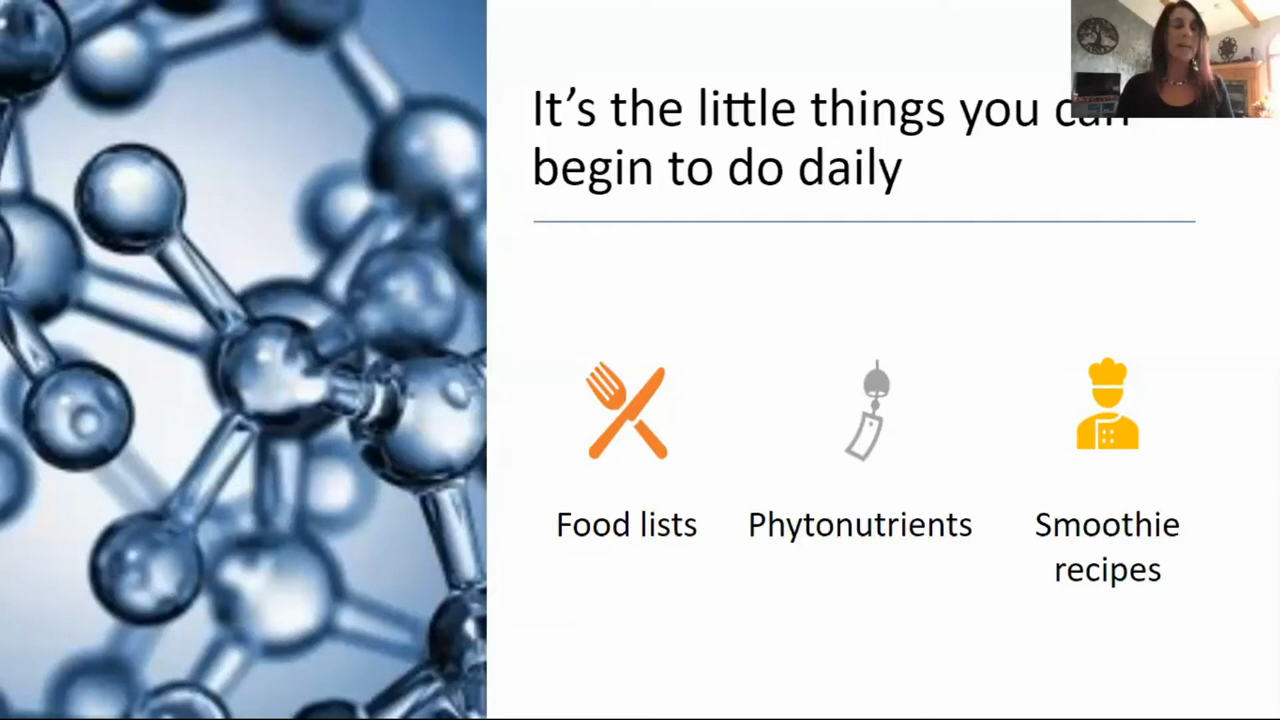 It's the little things you can
begin to do daily
Food lists
Phytonutrients
Smoothie
recipes